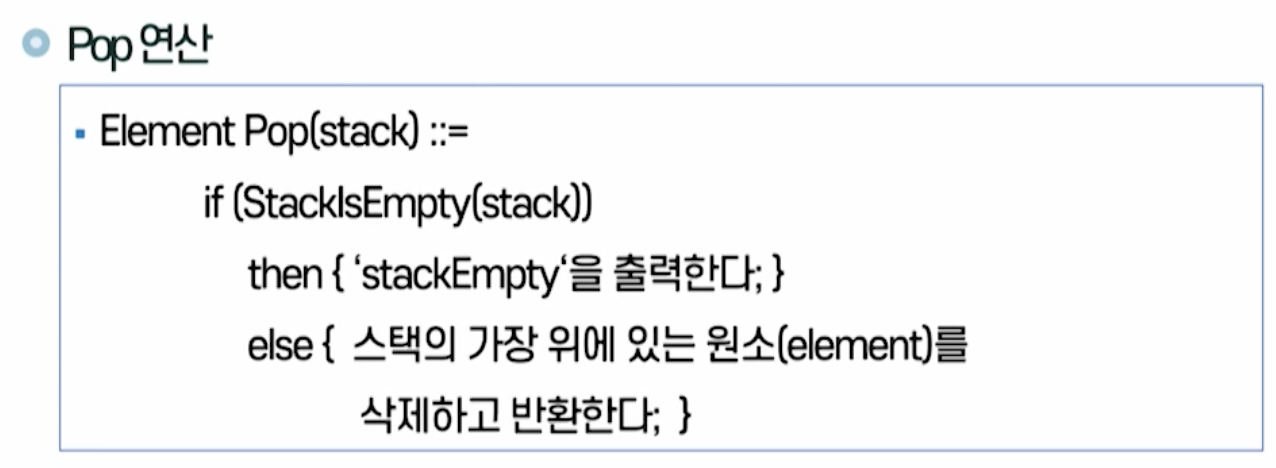 Pop 연산
▪ Element Pop(stack) ::=
if (StackIsEmpty(stack))
then { ‘stackEmpty‘을 출력한다; }
else { 스택의 가장 위에 있는 원소(element)를
삭제하고 반환한다; }